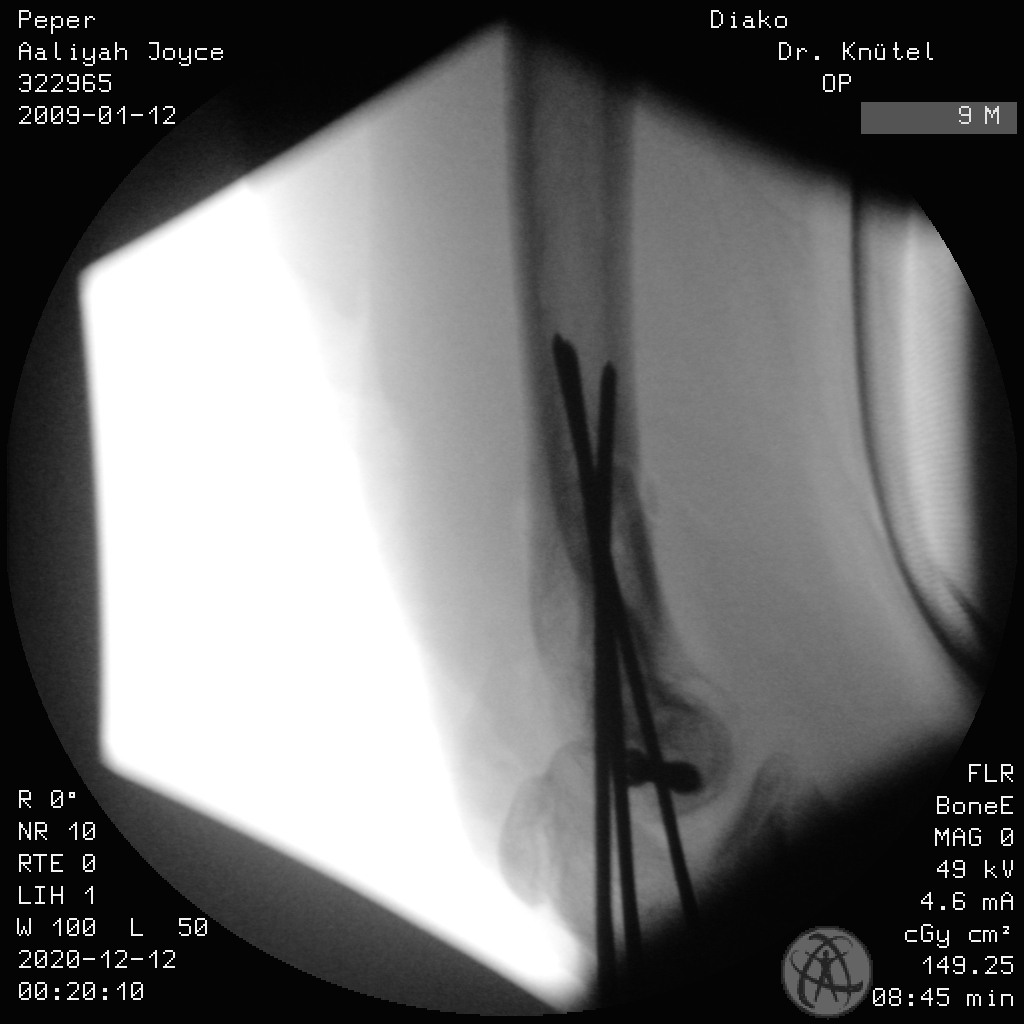 Peper
Aaliyah Joyce
322965
2009-01-12
Diako
Dr. Knütel
OP
9 M
R 0°
NR 10
RTE 0
LIH 1
W 100 L 50
2020-12-12
00:20:10
FLR
BoneE
MAG 0
49 kV
4.6 mA
cGy cm²
149.25
08:45 min